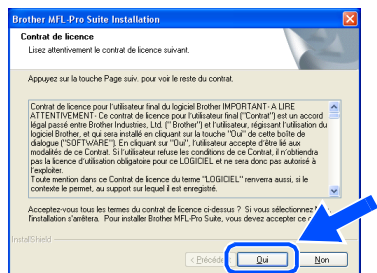 Brother MFL-Pro Suite Installation
Contrat de licence
Lisez attentivement le contrat de licence suivant.
Appuyez sur la touche Page suiv. pour voir le reste du contrat.
Contrat de licence pour l'utilisateur final du logiciel Brother IMPORTANT- A LIRE
ATTENTIVEMENT- Ce contrat de licence pour l'utilisateur final ("Contrat") est un accord
légal passé entre Brother Industries, Ltd. (" Brother") et l'utilisateur, régissant l'utilisation du
logiciel Brother, et qui sera installé en cliquant sur la touche "Oui" de cette boîte de
dialogue ("SOFTWARE"). En cliquant sur "Oui", l'utilisateur accepte d'être lié aux
modalités de ce Contrat. Si l'utilisateur refuse les conditions de ce Contrat, il n'obtiendra
pas la licence d'utilisation obligatoire pour ce LOGICIEL et ne sera donc pas autorisé à
l'exploiter.
Toute mention dans ce Contrat de licence du terme "LOGICIEL" renverra aussi, si le
contexte le permet, au support sur lequel il est enregistré.
Acceptez-vous tous les termes du contrat de licence ci-dessus ? Si vous sélectionnez
l'installation s'arrêtera. Pour installer Brother MFL-Pro Suite, vous devez accepter ce
InstallShield
< Précéde
Oui
Non